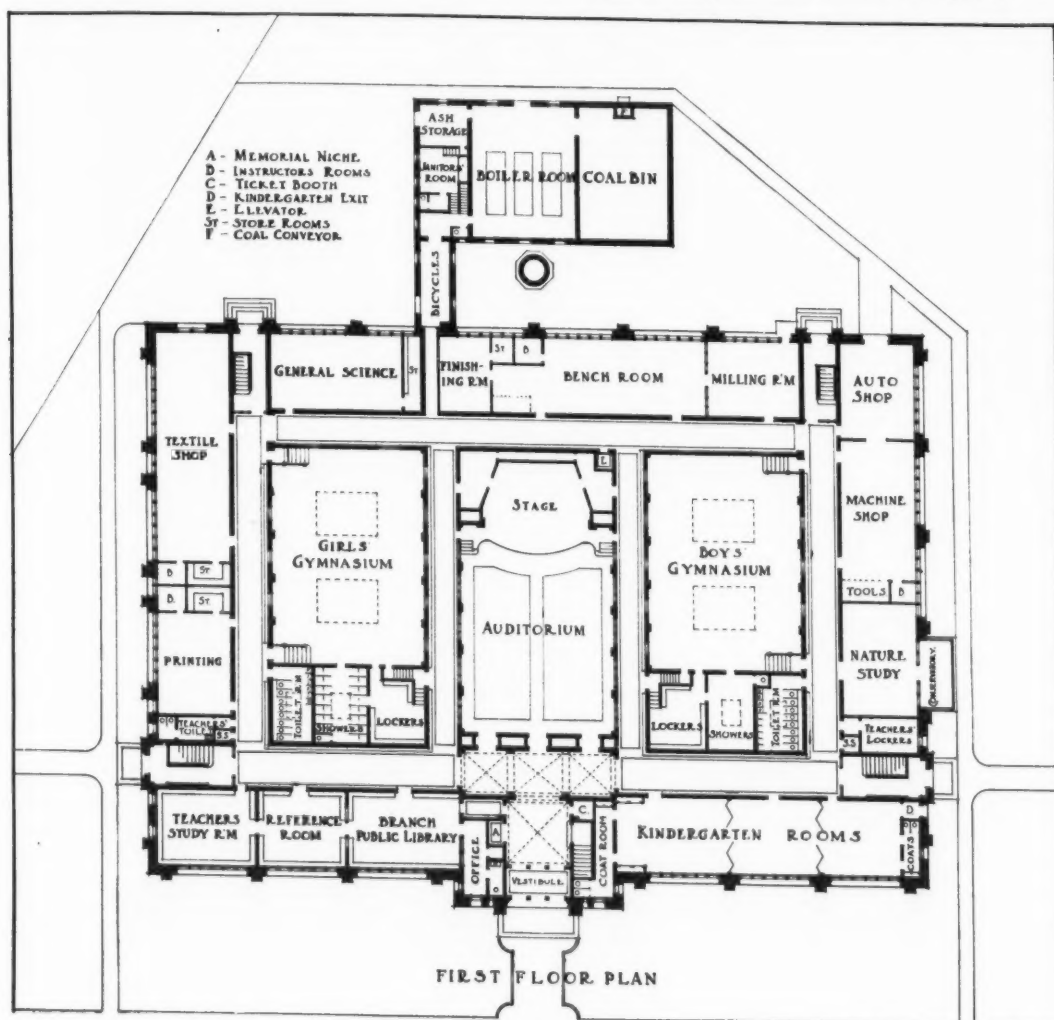 A - MEMORIAL NICHE
B - INSTRUCTORS ROOMS
C - TICKET BOOTH
D - KINDERGARTEN EXIT
E - ELEVATOR
ST - STORE ROOMS
F - COAL CONVEYOR
ASH
STORAGE
JANITORS'
ROOM
BOILER ROOM
COAL BIN
F
BICYCLES
GENERAL SCIENCE
ST
FINISH-
ING R'M
ST
B
BENCH ROOM
MILLING R'M
AUTO
SHOP
TEXTILE
SHOP
GIRLS'
GYMNASIUM
E
STAGE
AUDITORIUM
BOYS'
GYMNASIUM
MACHINE
SHOP
B
ST
B
ST
TOOLS
B
PRINTING
NATURE
STUDY
TEACHERS'
TOILET
S.S
TOILET R'M
SHOWERS
LOCKERS
LOCKERS
SHOWERS
TOILET R'M
S.S
TEACHERS'
LOCKERS
TEACHERS
STUDY R'M
REFERENCE
ROOM
BRANCH
PUBLIC LIBRARY
OFFICE
A
VESTIBULE
C
COAT ROOM
KINDERGARTEN ROOMS
D
COATS
FIRST FLOOR PLAN